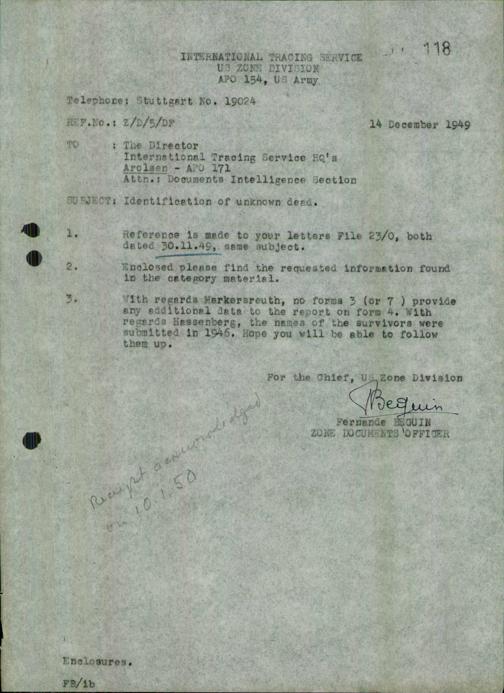 118
INTERNATIONAL TRACING SERVICE
US ZONE DIVISION
APO 154, US Army
Telephone: Stuttgart No. 19024
REF.No.: Z/D/5/DF
14 December 1949
TO : The Director
International Tracing Service HQ's
Arolsen - APO 171
Attn.: Documents Intelligence Section
SUBJECT: Identification of unknown dead.
1. Reference is made to your letters File 23/0, both
dated 30.11.49, same subject.
2. Enclosed please find the requested information found
in the category material.
3. With regards Markersreuth, no forms 3 (or 7 ) provide
any additional data to the report on form 4. With
regards Hassenberg, the names of the survivors were
submitted in 1946. Hope you will be able to follow
them up.
For the Chief, US Zone Division
Beguin
Fernande BEGUIN
ZONE DOCUMENTS OFFICER
Receipt acknowledged
on 10.1.50
Enclosures.
FB/ib